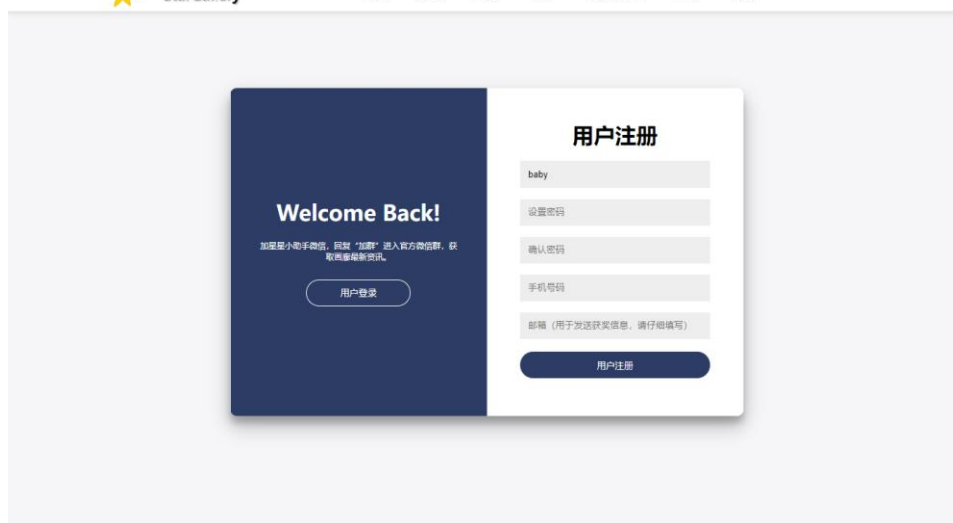 Welcome Back!
加星星小助手微信，回复“加群”进入官方微信群，获
取画廊最新资讯。
用户登录
用户注册
baby
设置密码
确认密码
手机号码
邮箱（用于发送获奖信息，请仔细填写）
用户注册